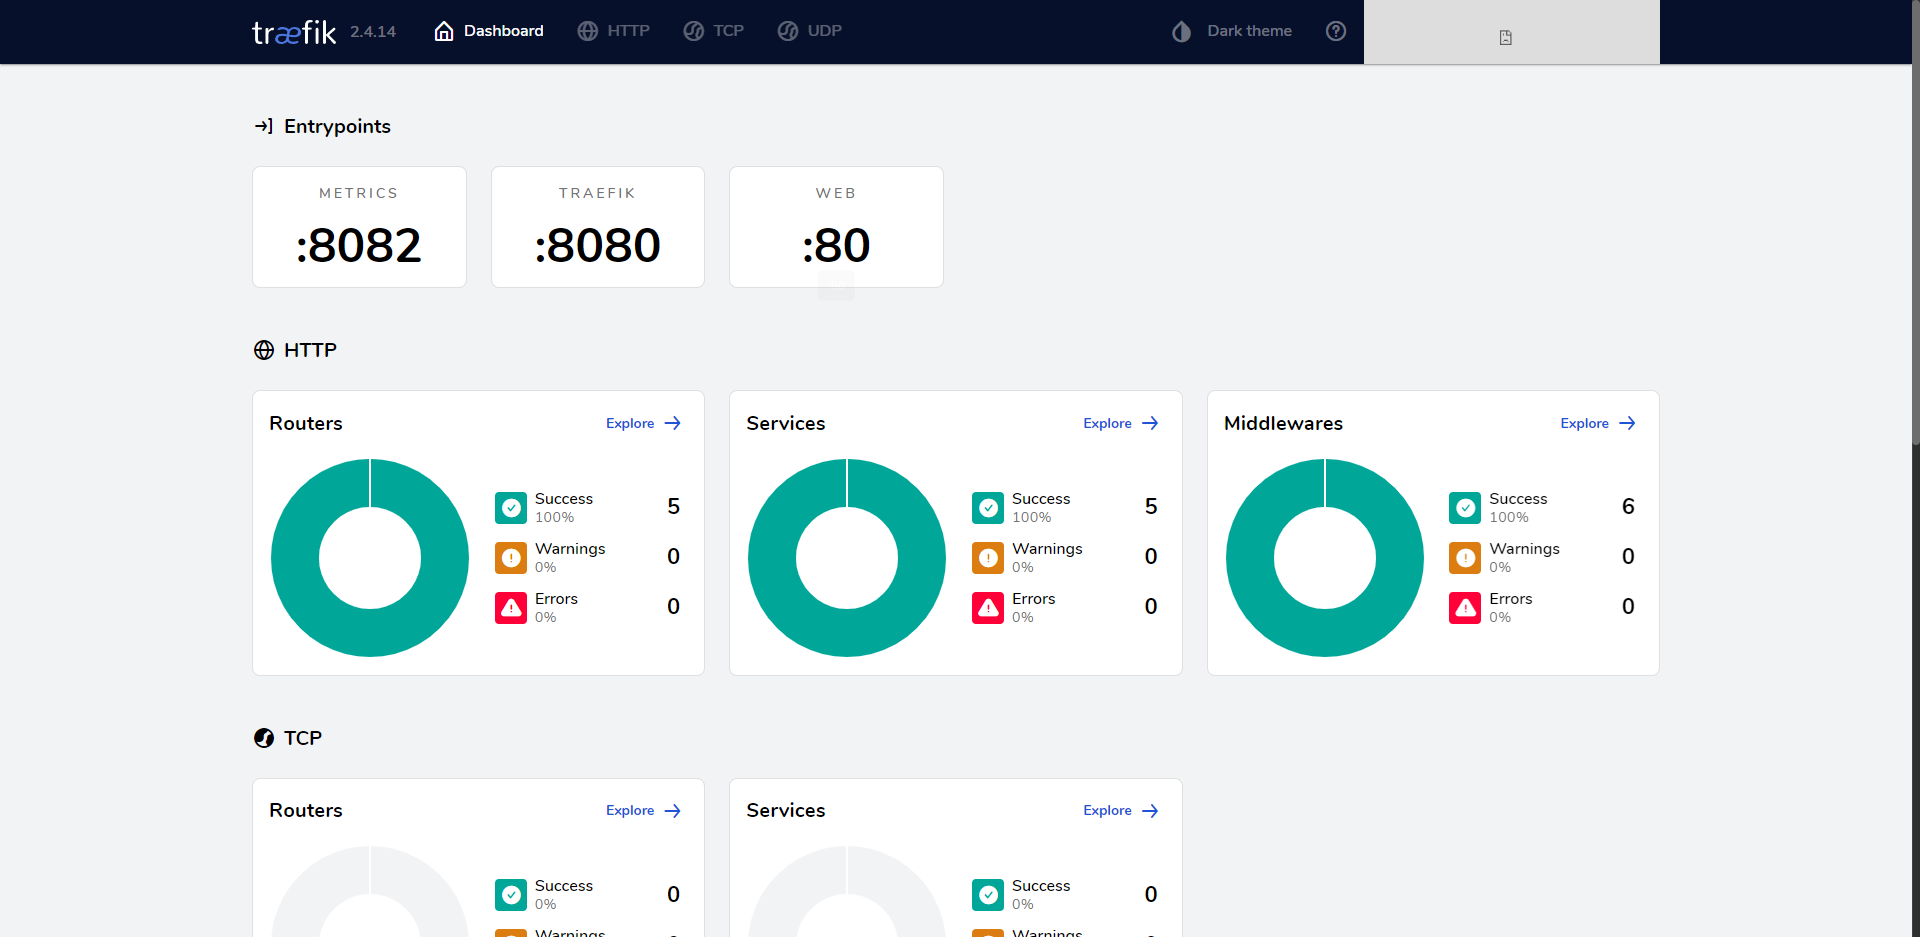 træfik 2.4.14 Dashboard HTTP TCP UDP Dark theme
Entrypoints
METRICS TRAEFIK WEB
:8082 :8080 :80
HTTP
Routers Explore
Success 5
100%
Warnings 0
0%
Errors 0
0%
Services Explore
Success 5
100%
Warnings 0
0%
Errors 0
0%
Middlewares Explore
Success 6
100%
Warnings 0
0%
Errors 0
0%
TCP
Routers Explore
Success 0
0%
Warnings
Services Explore
Success 0
0%
Warnings